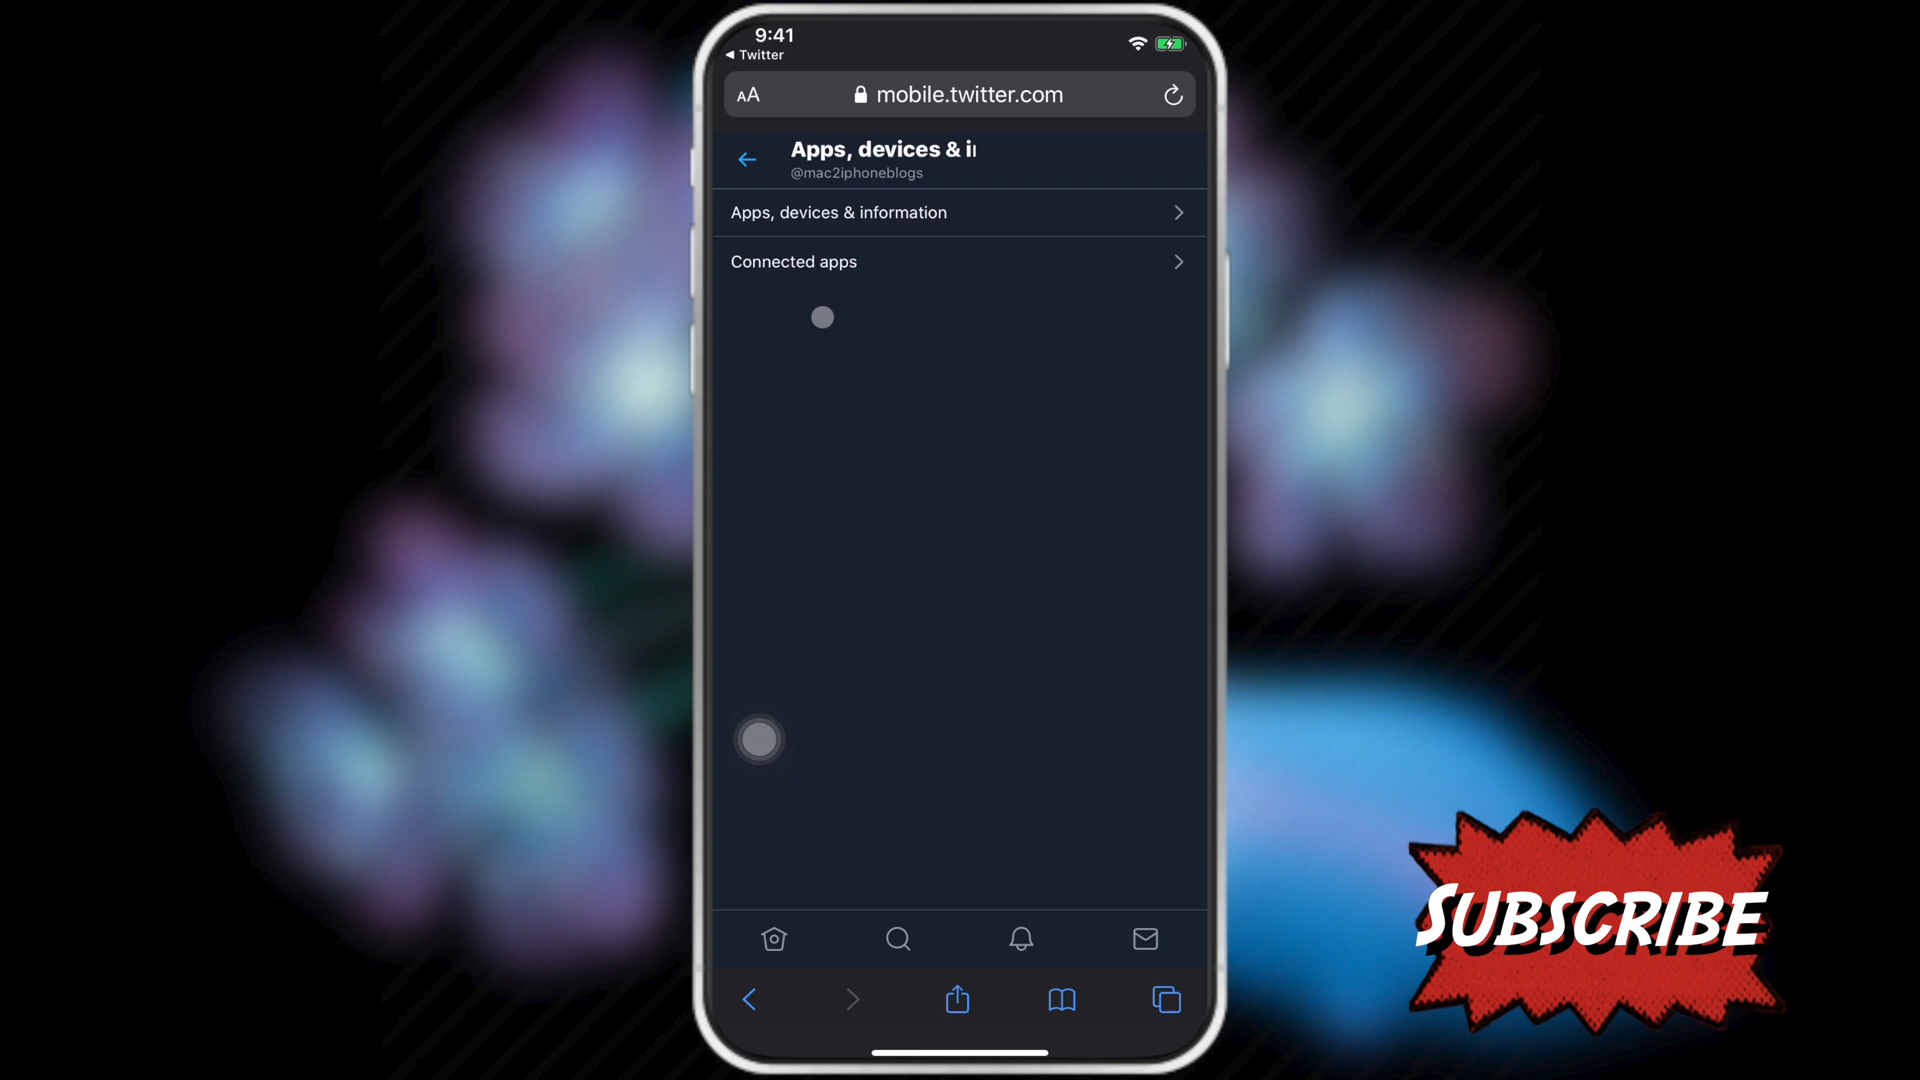 9:41
Twitter
AA
mobile.twitter.com
Apps, devices & i
@mac2iphoneblogs
Apps, devices & information
Connected apps
SUBSCRIBE